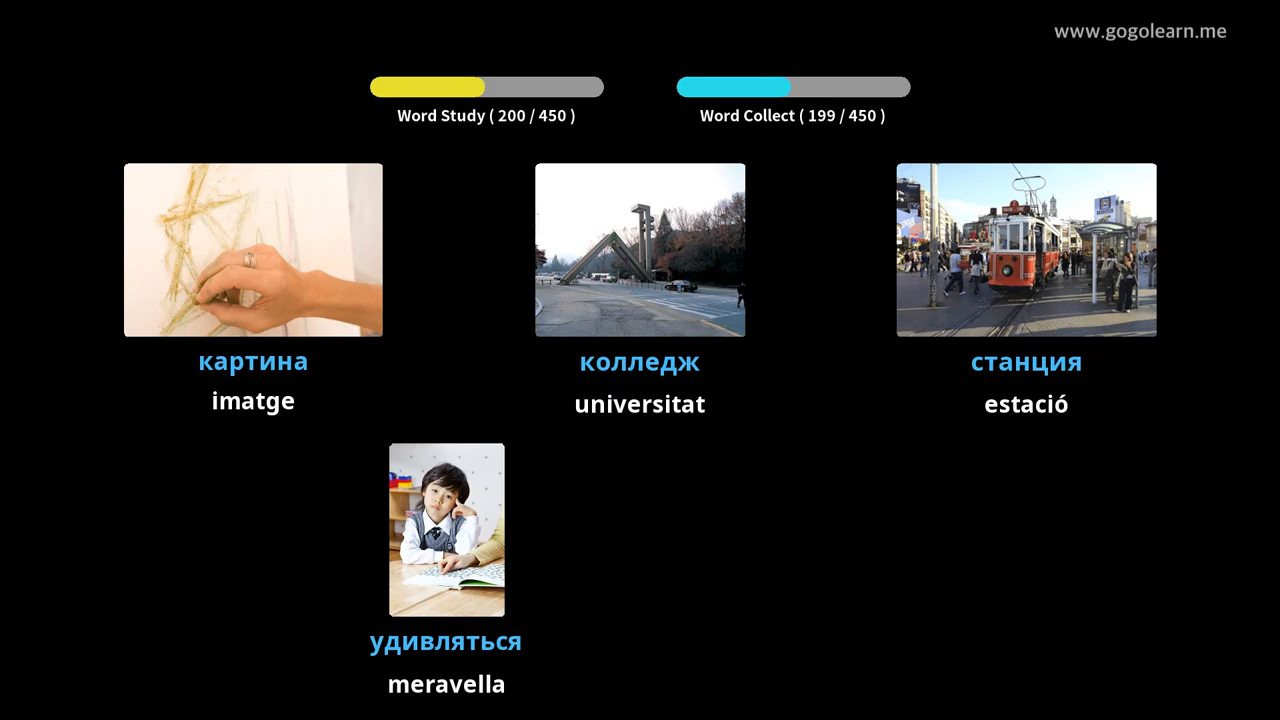 www.gogolearn.me
Word Study ( 200 / 450 )
Word Collect ( 199 / 450 )
картина
imatge
колледж
universitat
станция
estació
удивляться
meravella